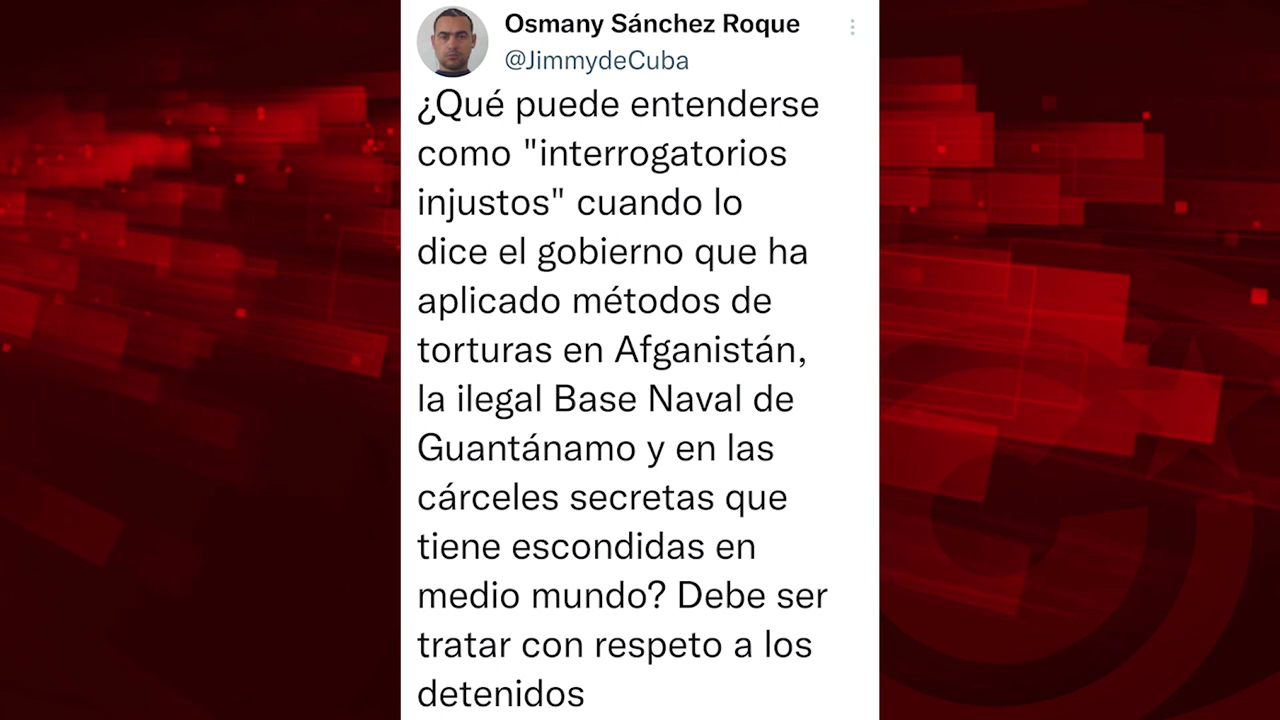 Osmany Sánchez Roque
@JimmydeCuba
¿Qué puede entenderse
como "interrogatorios
injustos" cuando lo
dice el gobierno que ha
aplicado métodos de
torturas en Afganistán,
la ilegal Base Naval de
Guantánamo y en las
cárceles secretas que
tiene escondidas en
medio mundo? Debe ser
tratar con respeto a los
detenidos